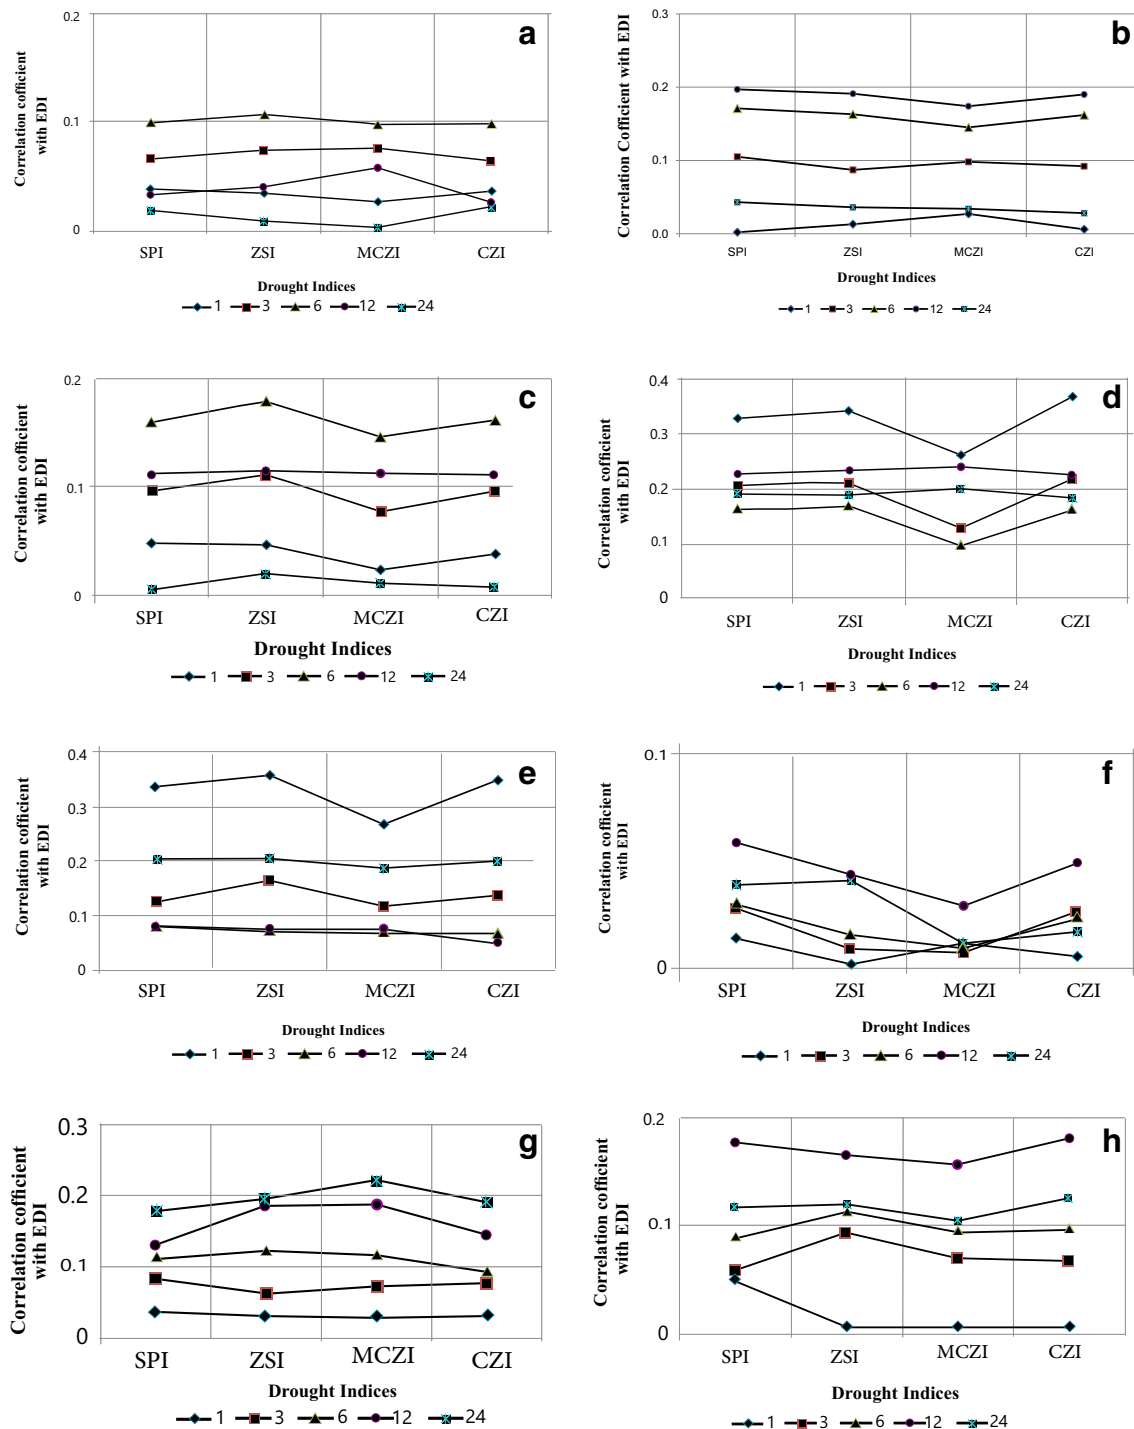 a
0.2
0.1
0
Correlation cofficient
with EDI
SPI ZSI MCZI CZI
Drought Indices
1 3 6 12 24
b
0.3
0.2
0.1
0.0
Correlation Cofficient with EDI
SPI ZSI MCZI CZI
Drought Indices
1 3 6 12 24
c
0.2
0.1
0
Correlation cofficient
with EDI
SPI ZSI MCZI CZI
Drought Indices
1 3 6 12 24
d
0.4
0.3
0.2
0.1
0
Correlation cofficient
with EDI
SPI ZSI MCZI CZI
Drought Indices
1 3 6 12 24
e
0.4
0.3
0.2
0.1
0
Correlation cofficient
with EDI
SPI ZSI MCZI CZI
Drought Indices
1 3 6 12 24
f
0.1
0
Correlation cofficient
with EDI
SPI ZSI MCZI CZI
Drought Indices
1 3 6 12 24
g
0.3
0.2
0.1
0
Correlation cofficient
with EDI
SPI ZSI MCZI CZI
Drought Indices
1 3 6 12 24
h
0.2
0.1
0
Correlation cofficient
with EDI
SPI ZSI MCZI CZI
Drought Indices
1 3 6 12 24